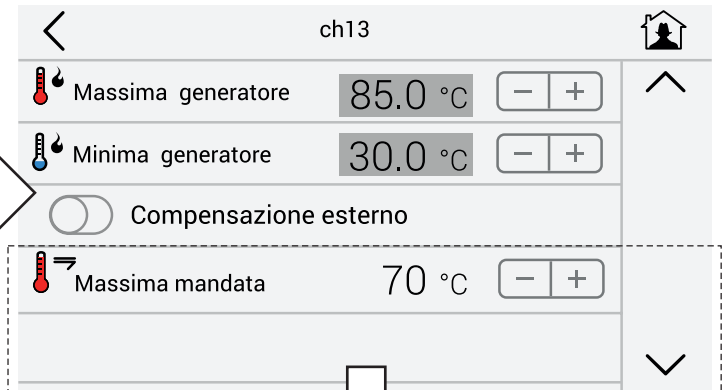 ch13
Massima generatore 85.0 °C − +
Minima generatore 30.0 °C − +
Compensazione esterno
Massima mandata 70 °C − +